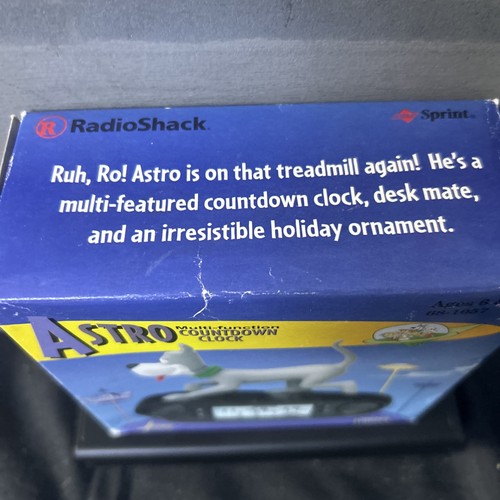 RadioShack
Sprint
Ruh, Ro! Astro is on that treadmill again! He's a
multi-featured countdown clock, desk mate,
and an irresistible holiday ornament.
ASTRO
Multi-function
COUNTDOWN
CLOCK